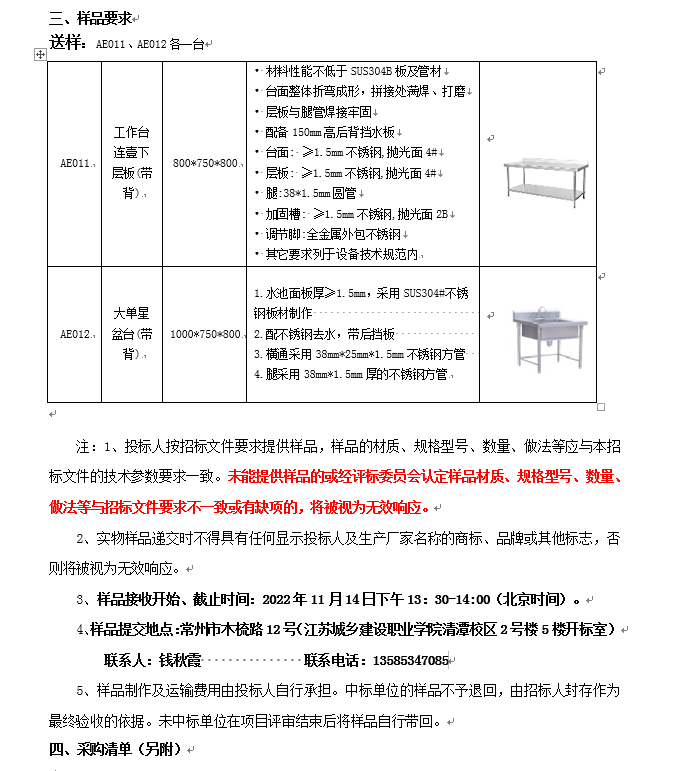 三、样品要求
送样：AE011、AE012 各一台
AE011
工作台
连壹下
层板(带
背)
800*750*800
• 材料性能不低于 SUS304B 板及管材
• 台面整体折弯成形，拼接处满焊、打磨
• 层板与腿管焊接牢固
• 配备 150mm 高后背挡水板
• 台面: ≥1.5mm 不锈钢,抛光面 4#
• 层板: ≥1.5mm 不锈钢,抛光面 4#
• 腿:38*1.5mm 圆管
• 加固槽: ≥1.5mm 不锈钢,抛光面 2B
• 调节脚:全金属外包不锈钢
• 其它要求列于设备技术规范内
AE012
大单星
盆台(带
背)
1000*750*800
1.水池面板厚≥1.5mm，采用 SUS304#不锈
钢板材制作
2.配不锈钢去水，带后挡板
3.横通采用 38mm*25mm*1.5mm 不锈钢方管
4.腿采用 38mm*1.5mm 厚的不锈钢方管
注：1、投标人按招标文件要求提供样品，样品的材质、规格型号、数量、做法等应与本招
标文件的技术参数要求一致。未能提供样品的或经评标委员会认定样品材质、规格型号、数量、
做法等与招标文件要求不一致或有缺项的，将被视为无效响应。
2、实物样品递交时不得具有任何显示投标人及生产厂家名称的商标、品牌或其他标志，否
则将被视为无效响应。
3、样品接收开始、截止时间：2022 年 11 月 14 日下午 13：30-14:00（北京时间）。
4、样品提交地点：常州市木梳路 12 号（江苏城乡建设职业学院清潭校区 2 号楼 5 楼开标室）
联系人：钱秋霞 联系电话：13585347085
5、样品制作及运输费用由投标人自行承担。中标单位的样品不予退回，由招标人封存作为
最终验收的依据。未中标单位在项目评审结束后将样品自行带回。
四、采购清单（另附）